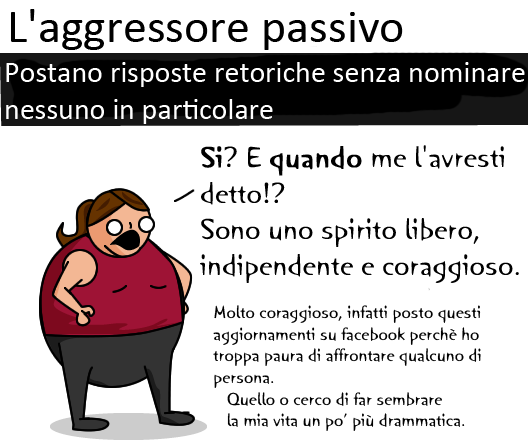 L'aggressore passivo
Postano risposte retoriche senza nominare
nessuno in particolare
Si? E quando me l'avresti
detto!?
Sono uno spirito libero,
indipendente e coraggioso.
Molto coraggioso, infatti posto questi
aggiornamenti su facebook perchè ho
troppa paura di affrontare qualcuno di
persona.
Quello o cerco di far sembrare
la mia vita un po' più drammatica.